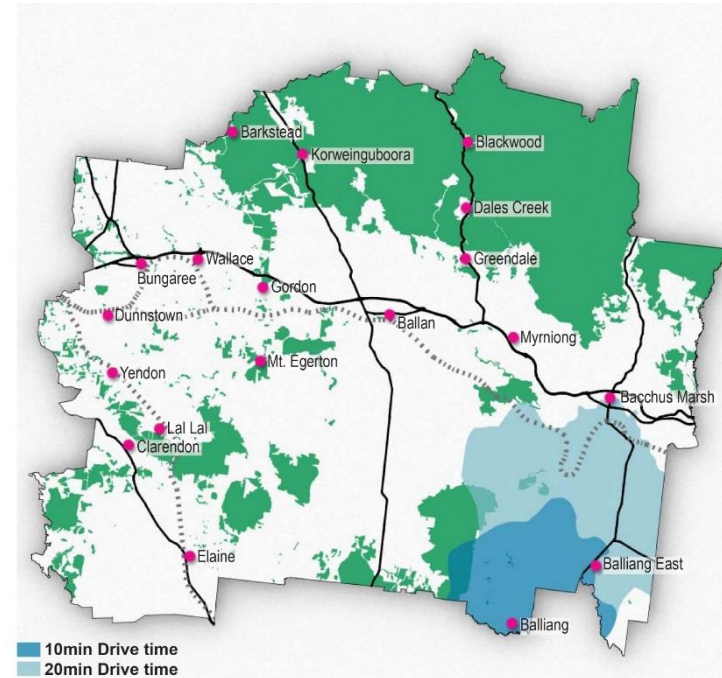 Barkstead
Blackwood
Korweinguboora
Dales Creek
Wallace
Greendale
Bungaree
Gordon
Dunnstown
Ballan
Myrniong
Mt. Egerton
Yendon
Bacchus Marsh
Lal Lal
Clarendon
Elaine
Balliang East
Balliang
10min Drive time
20min Drive time